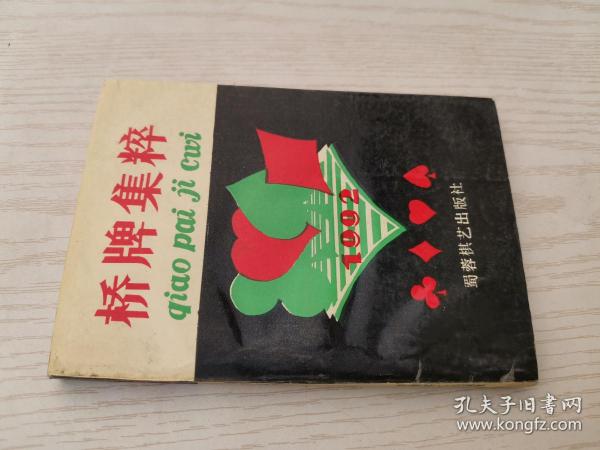 桥牌集粹
qiao pai ji cui
1992
蜀蓉棋艺出版社
孔夫子旧书网
www.kongfz.com